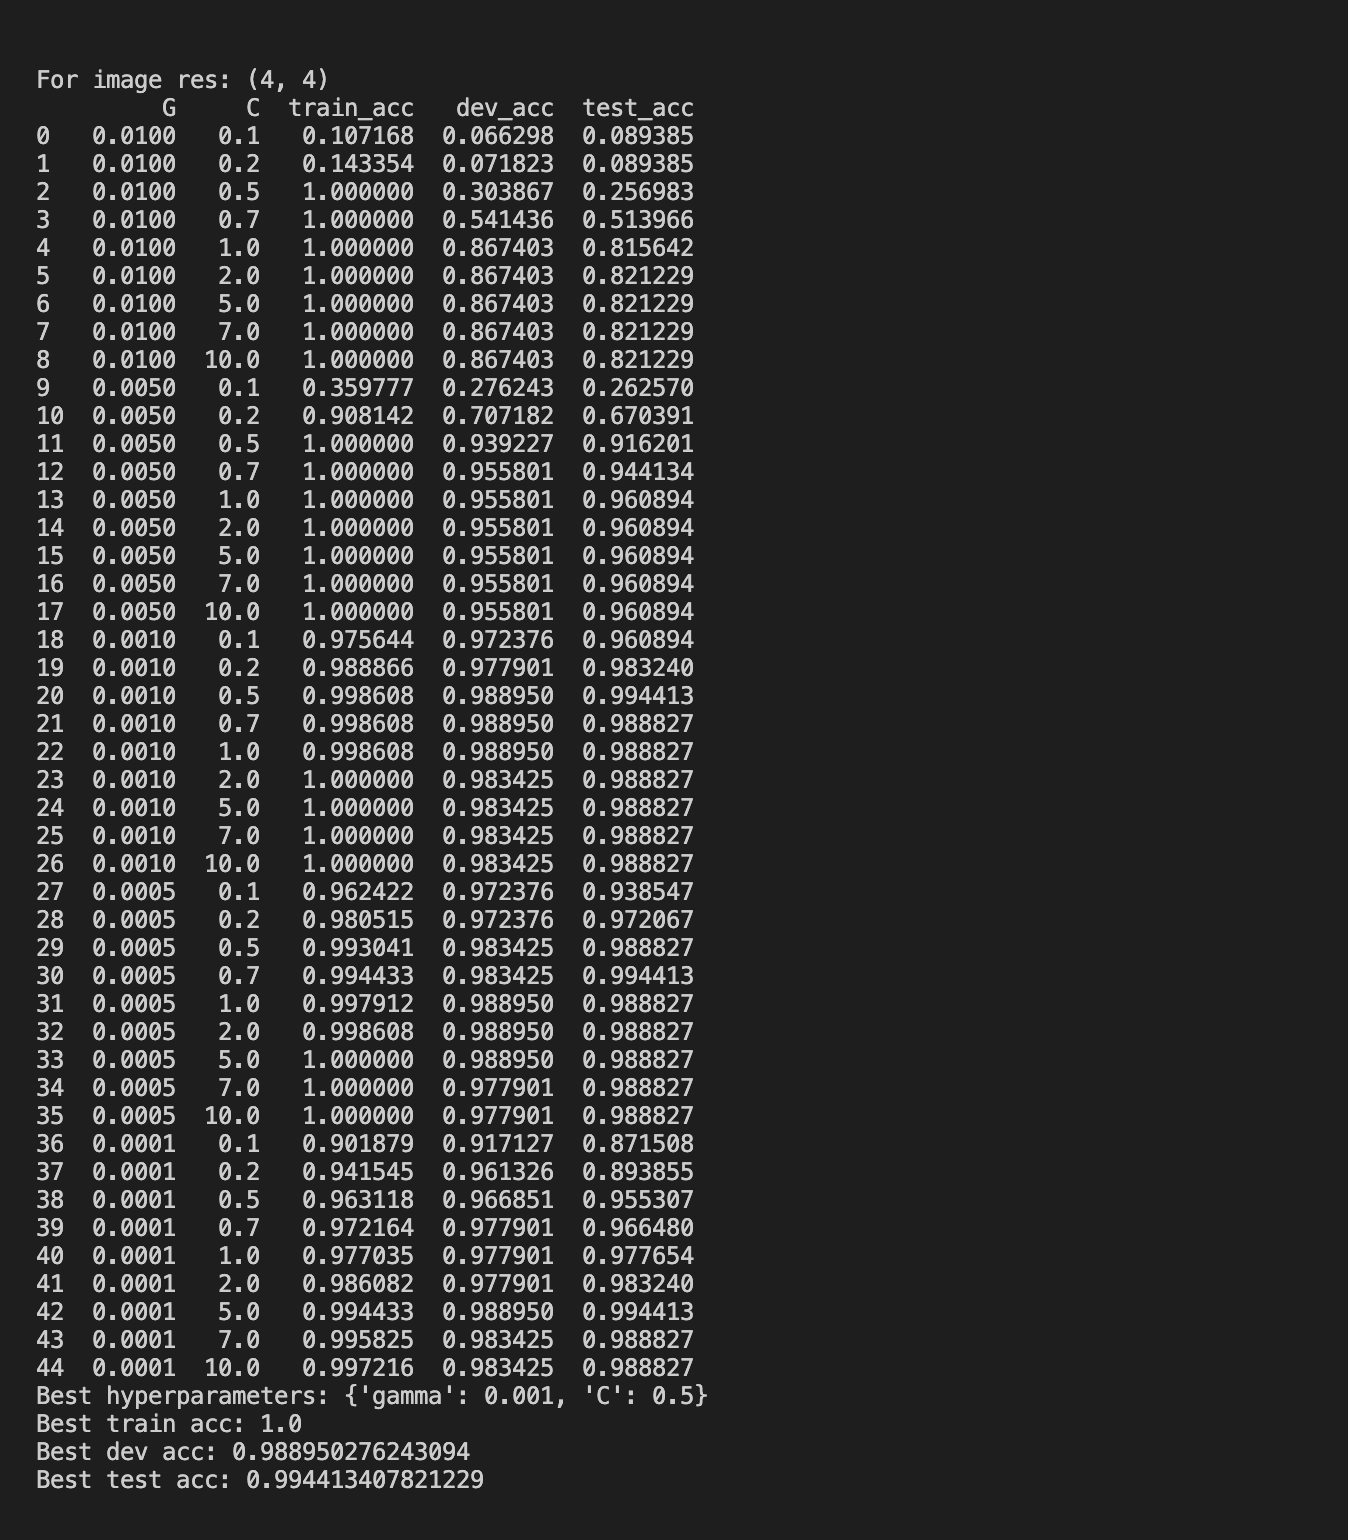 For image res: (4, 4)
         G     C  train_acc   dev_acc  test_acc
0   0.0100   0.1   0.107168  0.066298  0.089385
1   0.0100   0.2   0.143354  0.071823  0.089385
2   0.0100   0.5   1.000000  0.303867  0.256983
3   0.0100   0.7   1.000000  0.541436  0.513966
4   0.0100   1.0   1.000000  0.867403  0.815642
5   0.0100   2.0   1.000000  0.867403  0.821229
6   0.0100   5.0   1.000000  0.867403  0.821229
7   0.0100   7.0   1.000000  0.867403  0.821229
8   0.0100  10.0   1.000000  0.867403  0.821229
9   0.0050   0.1   0.359777  0.276243  0.262570
10  0.0050   0.2   0.908142  0.707182  0.670391
11  0.0050   0.5   1.000000  0.939227  0.916201
12  0.0050   0.7   1.000000  0.955801  0.944134
13  0.0050   1.0   1.000000  0.955801  0.960894
14  0.0050   2.0   1.000000  0.955801  0.960894
15  0.0050   5.0   1.000000  0.955801  0.960894
16  0.0050   7.0   1.000000  0.955801  0.960894
17  0.0050  10.0   1.000000  0.955801  0.960894
18  0.0010   0.1   0.975644  0.972376  0.960894
19  0.0010   0.2   0.988866  0.977901  0.983240
20  0.0010   0.5   0.998608  0.988950  0.994413
21  0.0010   0.7   0.998608  0.988950  0.988827
22  0.0010   1.0   0.998608  0.988950  0.988827
23  0.0010   2.0   1.000000  0.983425  0.988827
24  0.0010   5.0   1.000000  0.983425  0.988827
25  0.0010   7.0   1.000000  0.983425  0.988827
26  0.0010  10.0   1.000000  0.983425  0.988827
27  0.0005   0.1   0.962422  0.972376  0.938547
28  0.0005   0.2   0.980515  0.972376  0.972067
29  0.0005   0.5   0.993041  0.983425  0.988827
30  0.0005   0.7   0.994433  0.983425  0.994413
31  0.0005   1.0   0.997912  0.988950  0.988827
32  0.0005   2.0   0.998608  0.988950  0.988827
33  0.0005   5.0   1.000000  0.988950  0.988827
34  0.0005   7.0   1.000000  0.977901  0.988827
35  0.0005  10.0   1.000000  0.977901  0.988827
36  0.0001   0.1   0.901879  0.917127  0.871508
37  0.0001   0.2   0.941545  0.961326  0.893855
38  0.0001   0.5   0.963118  0.966851  0.955307
39  0.0001   0.7   0.972164  0.977901  0.966480
40  0.0001   1.0   0.977035  0.977901  0.977654
41  0.0001   2.0   0.986082  0.977901  0.983240
42  0.0001   5.0   0.994433  0.988950  0.994413
43  0.0001   7.0   0.995825  0.983425  0.988827
44  0.0001  10.0   0.997216  0.983425  0.988827
Best hyperparameters: {'gamma': 0.001, 'C': 0.5}
Best train acc: 1.0
Best dev acc: 0.988950276243094
Best test acc: 0.994413407821229